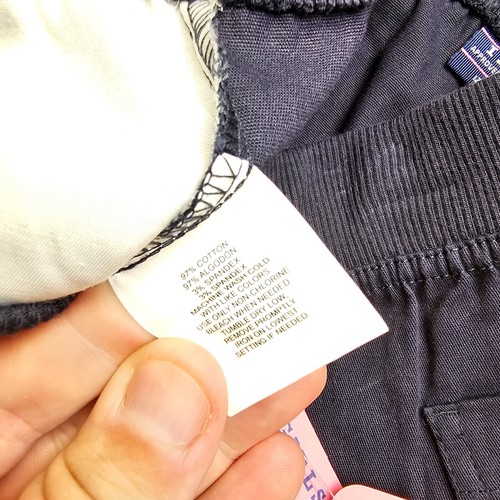 97% COTTON
97% ALGODON
3% SPANDEX
3% SPANDEX
MACHINE WASH COLD
WITH LIKE COLORS
USE ONLY NON-CHLORINE
BLEACH WHEN NEEDED
TUMBLE DRY LOW.
REMOVE PROMPTLY
IRON ON LOWEST
SETTING IF NEEDED
APPROVED